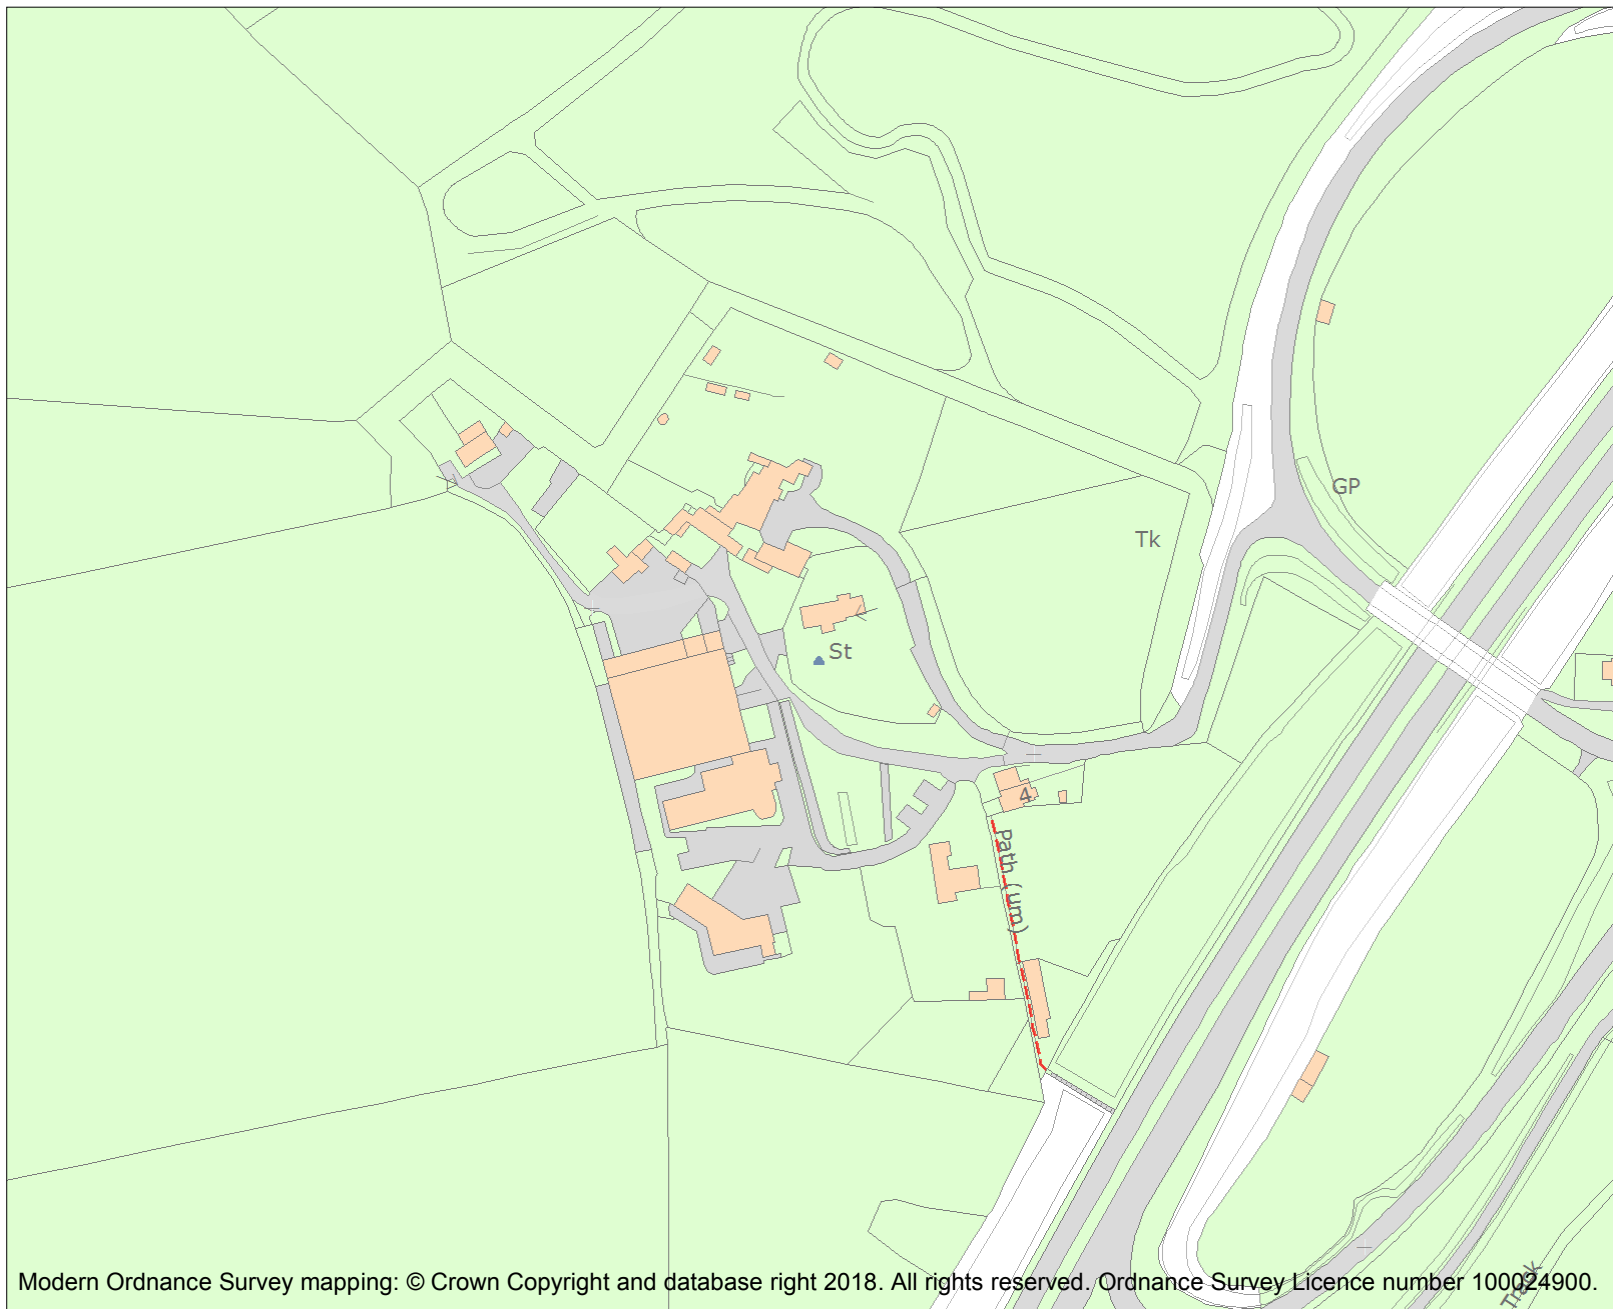 GP
Tk
St
4
Path (um)
Track
Modern Ordnance Survey mapping: © Crown Copyright and database right 2018. All rights reserved. Ordnance Survey Licence number 100024900.